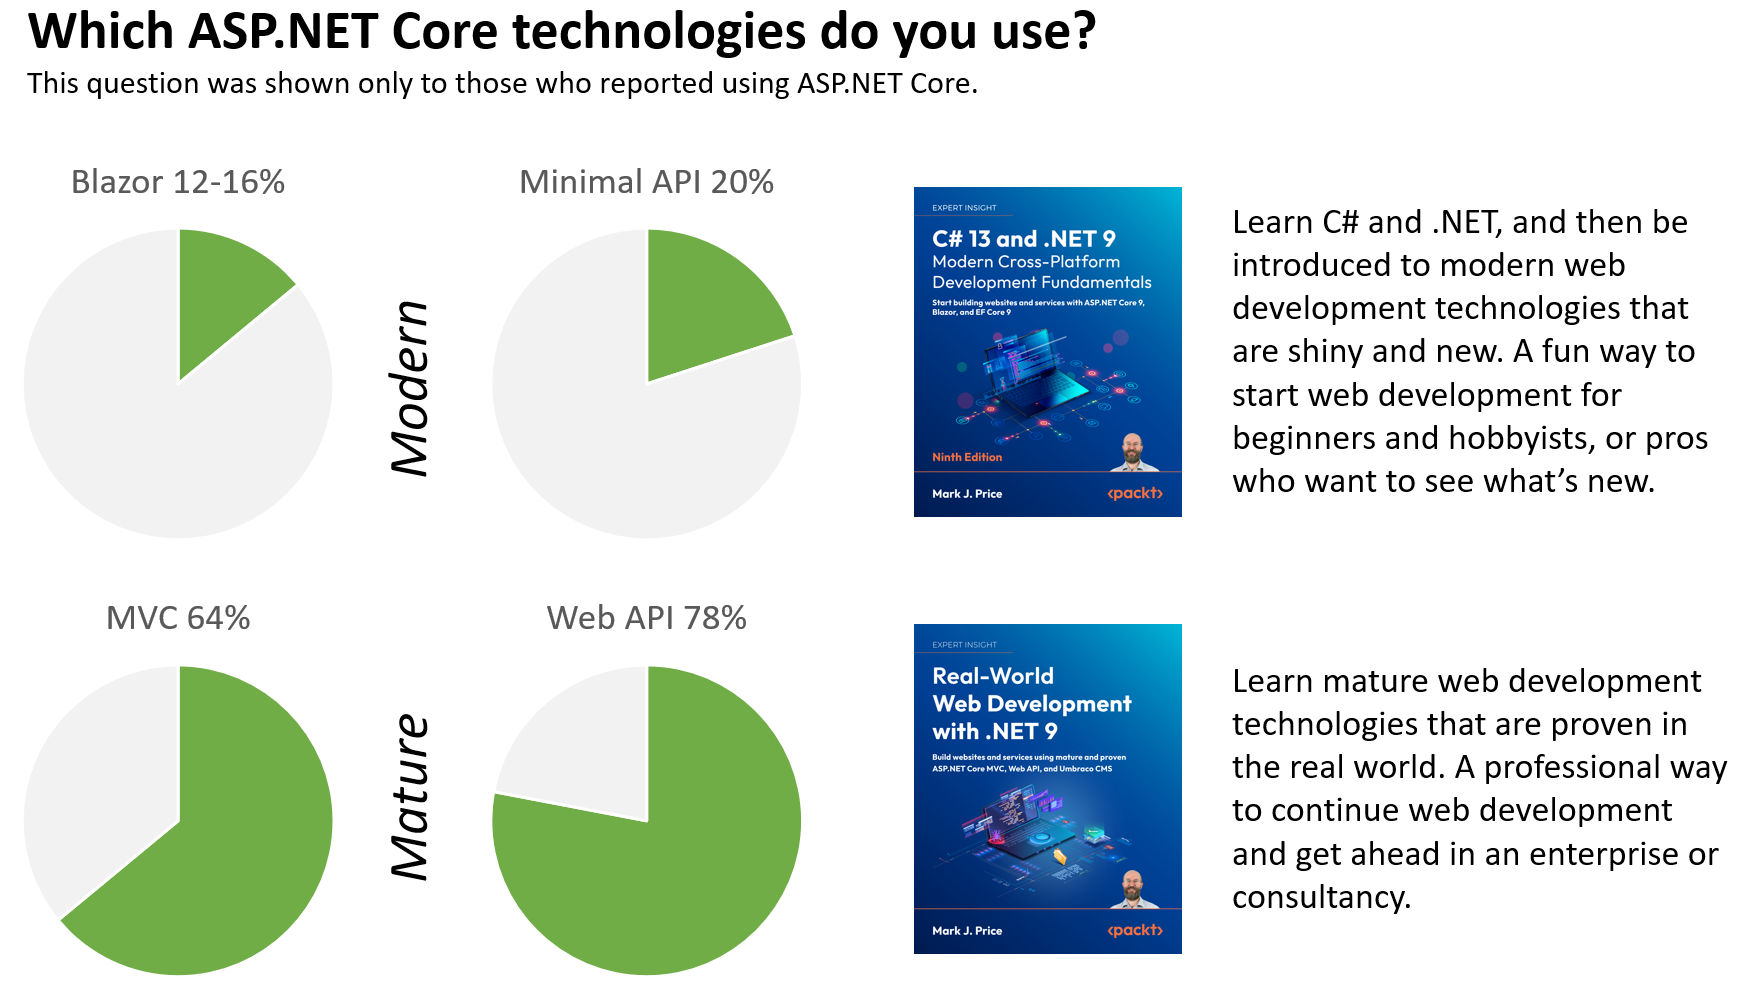 Which ASP.NET Core technologies do you use?
This question was shown only to those who reported using ASP.NET Core.
Blazor 12-16%
Minimal API 20%
Modern
EXPERT INSIGHT
C# 13 and .NET 9
Modern Cross-Platform
Development Fundamentals
Start building websites and services with ASP.NET Core 9,
Blazor, and EF Core 9
Ninth Edition
Mark J. Price
<packt>
Learn C# and .NET, and then be
introduced to modern web
development technologies that
are shiny and new. A fun way to
start web development for
beginners and hobbyists, or pros
who want to see what’s new.
MVC 64%
Web API 78%
Mature
EXPERT INSIGHT
Real-World
Web Development
with .NET 9
Build websites and services using mature and proven
ASP.NET Core MVC, Web API, and Umbraco CMS
Mark J. Price
<packt>
Learn mature web development
technologies that are proven in
the real world. A professional way
to continue web development
and get ahead in an enterprise or
consultancy.